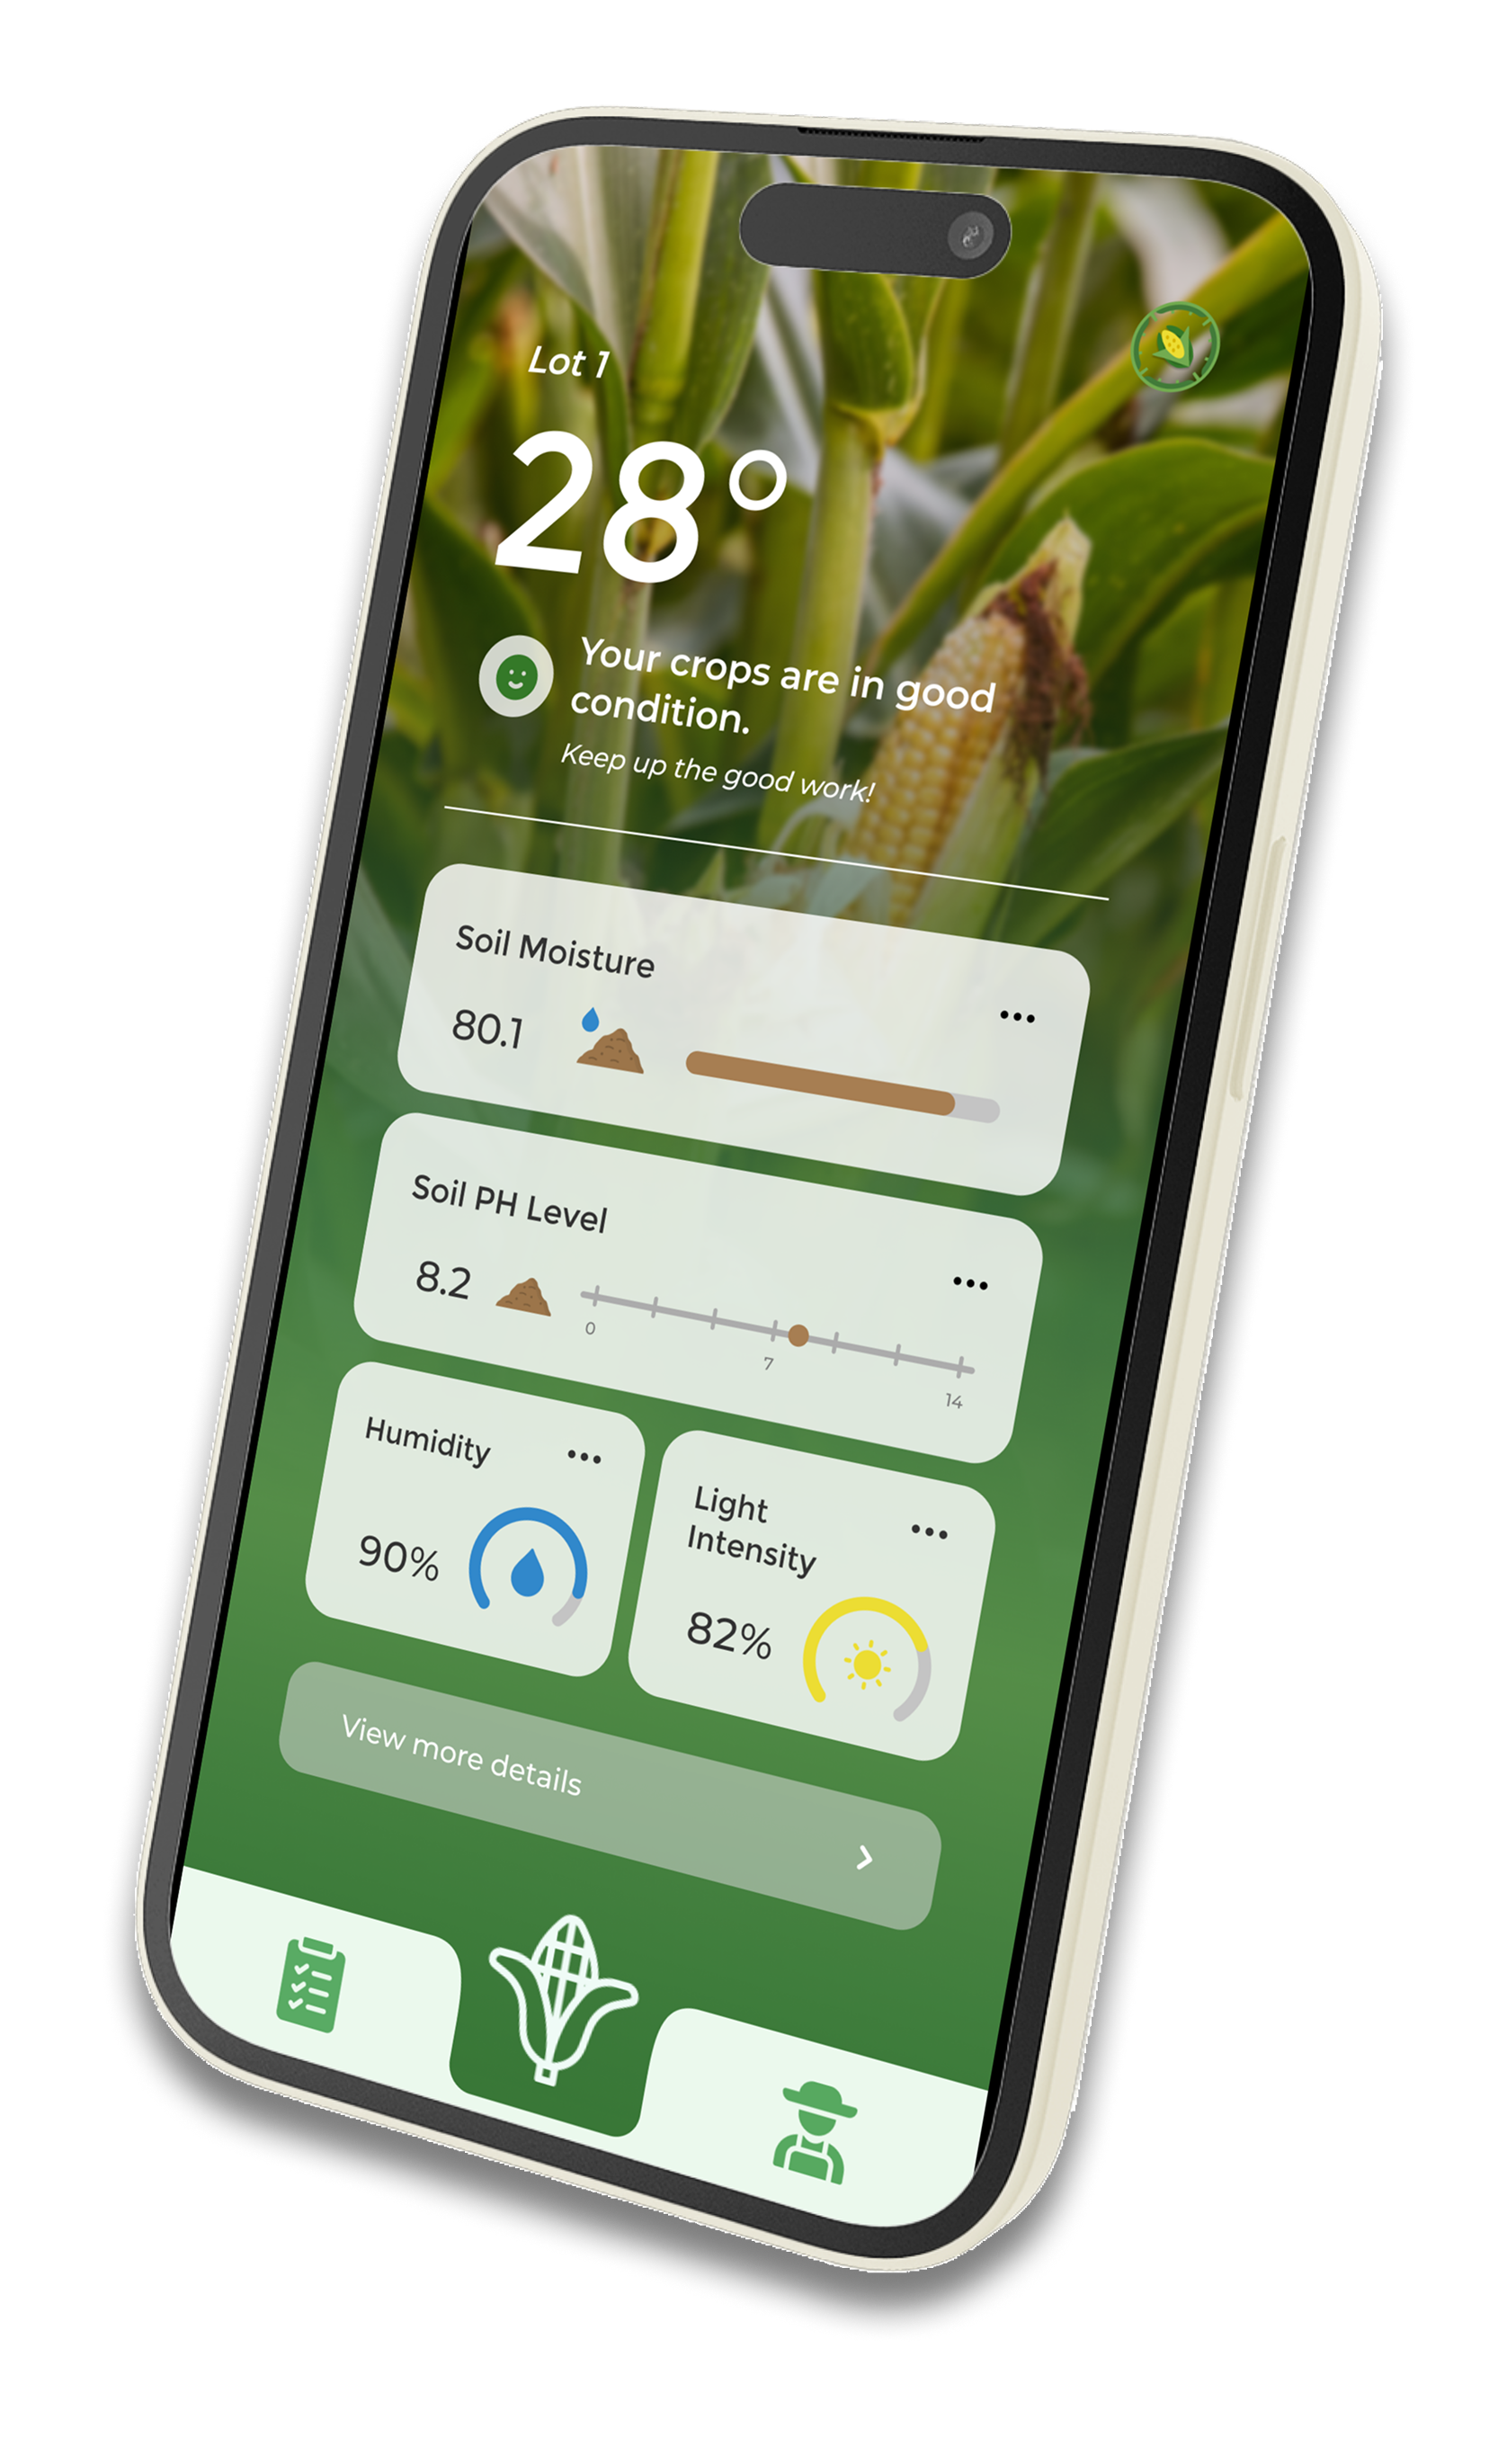 Lot 1
28°
Your crops are in good
condition.
Keep up the good work!
Soil Moisture
80.1
Soil PH Level
8.2
0
7
14
Humidity
90%
Light
Intensity
82%
View more details